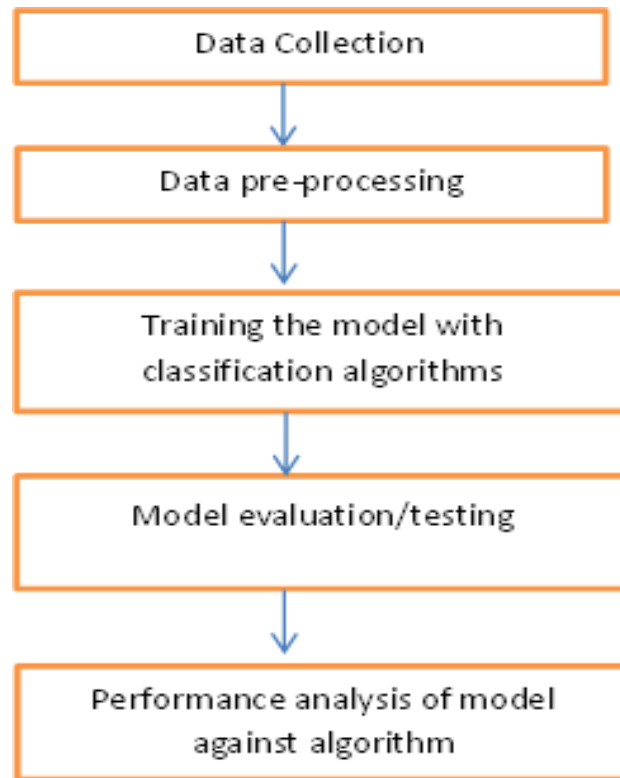 Data Collection
Data pre-processing
Training the model with
classification algorithms
Model evaluation/testing
Performance analysis of model
against algorithm